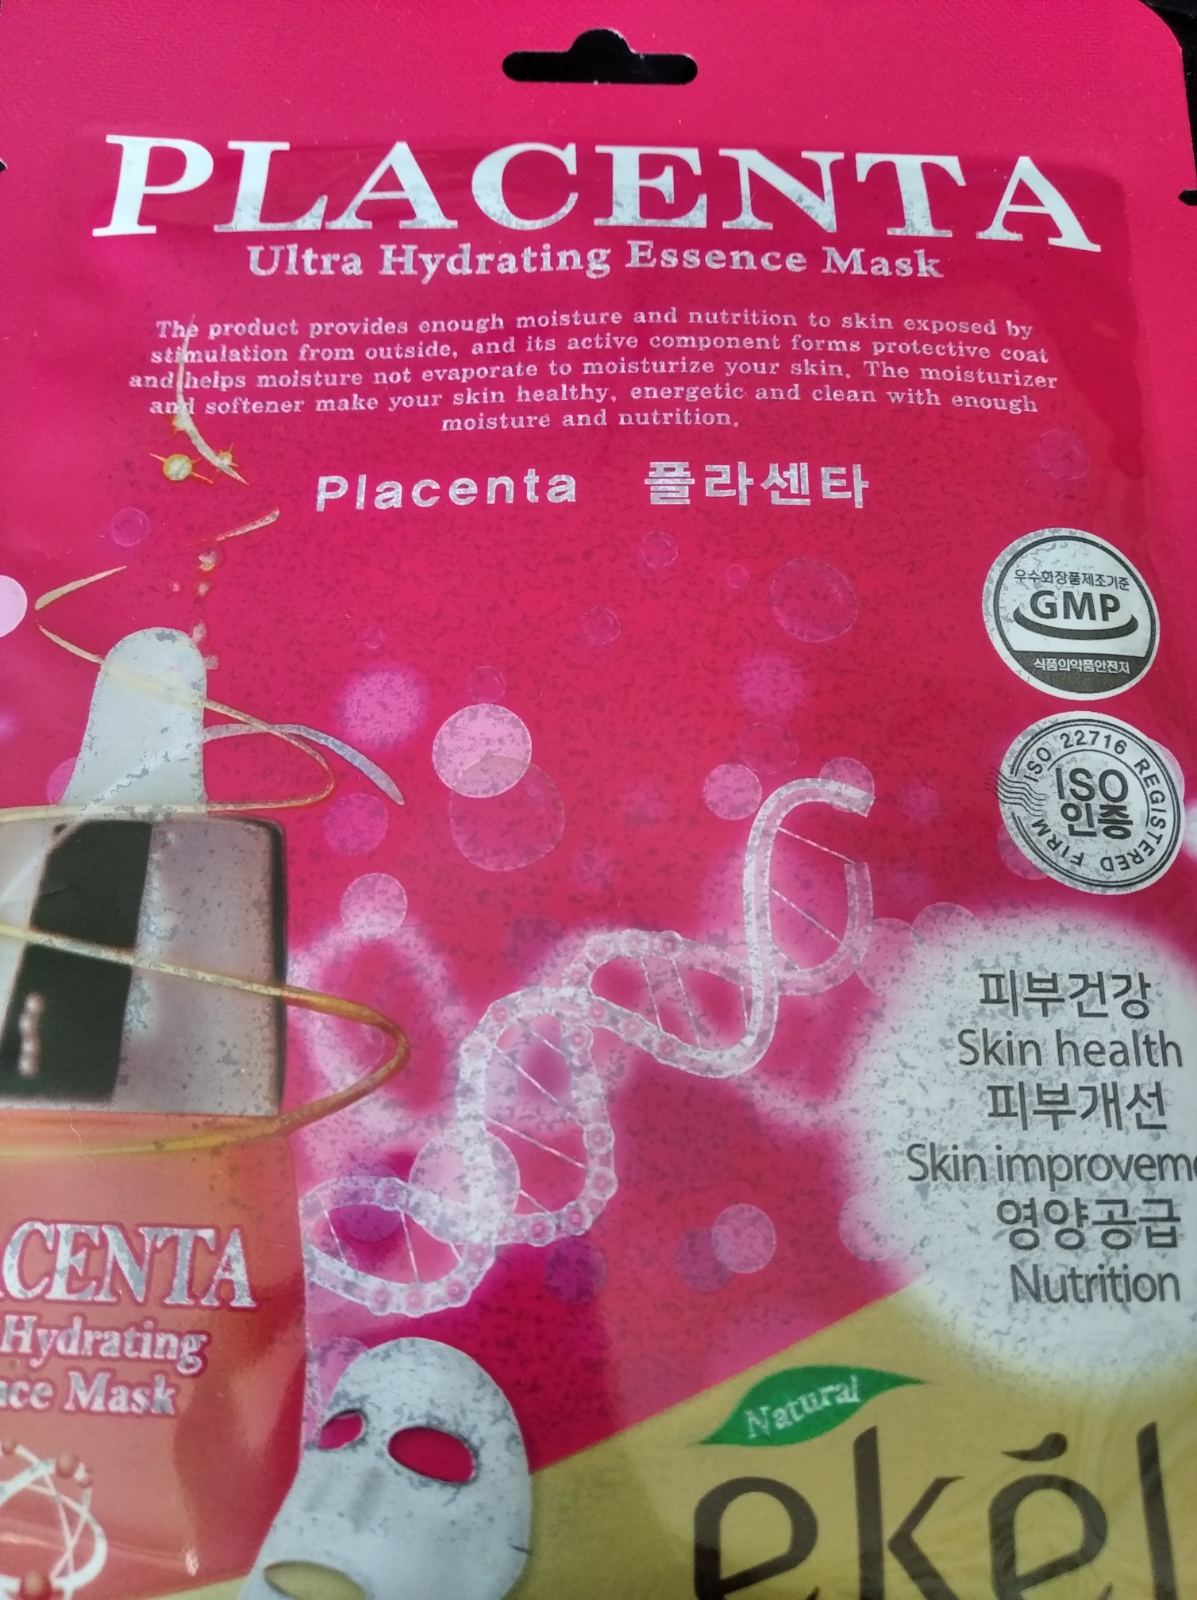 PLACENTA
Ultra Hydrating Essence Mask
The product provides enough moisture and nutrition to skin exposed by
stimulation from outside, and its active component forms protective coat
and helps moisture not evaporate to moisturize your skin. The moisturizer
and softener make your skin healthy, energetic and clean with enough
moisture and nutrition.
Placenta 플라센타
우수화장품제조기준
GMP
식품의약품안전처
ISO 22716 REGISTERED FIRM
ISO
인증
피부건강
Skin health
피부개선
Skin improveme
영양공급
Nutrition
CENTA
Hydrating
nce Mask
Natural
ekel